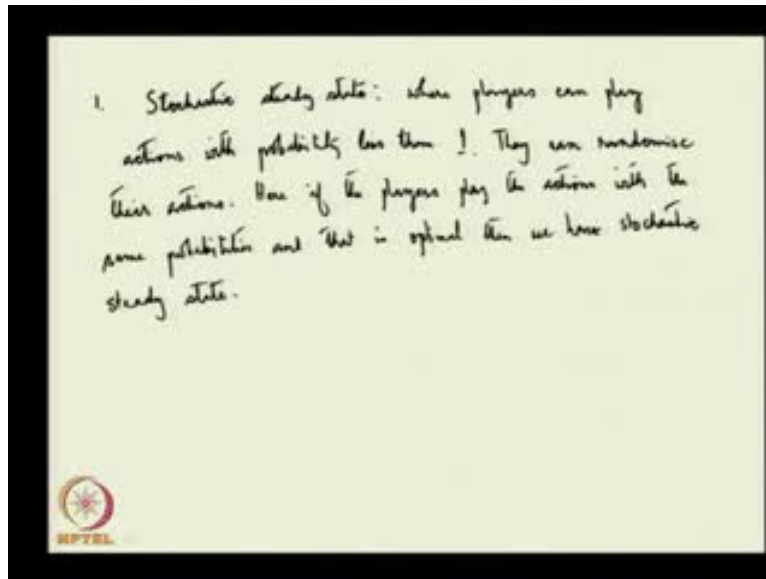 1. Stochastic steady state: where players can play
actions with probability less than 1. They can randomise
their actions. Here if the players play the actions with the
same probabilities and that is optimal then we have stochastic
steady state.
NPTEL